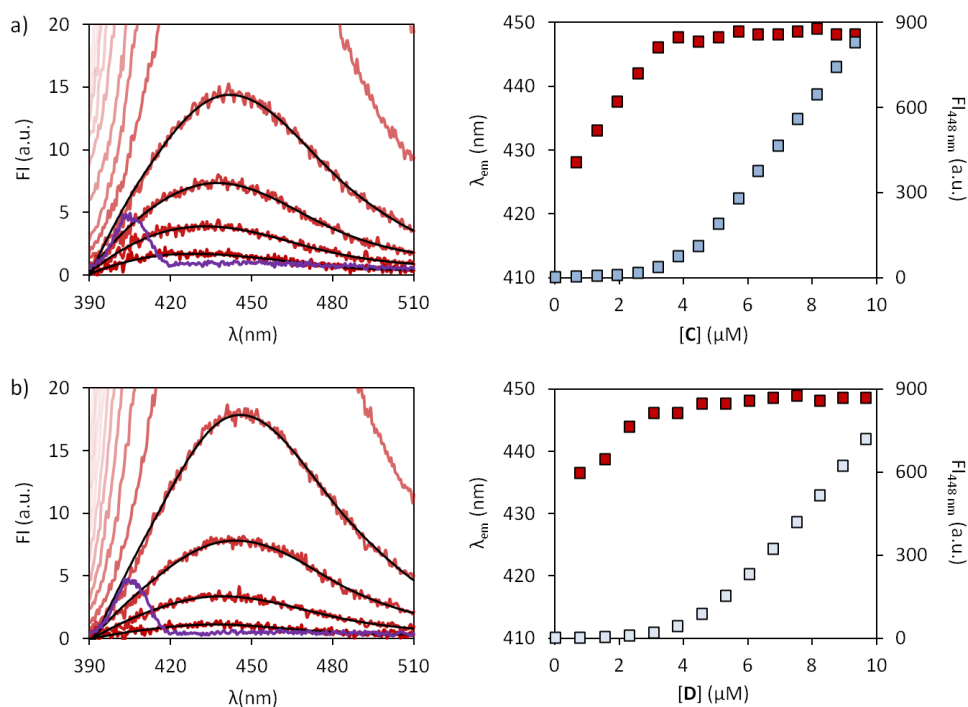 a)
20
15
10
5
0
FI (a.u.)
390 420 450 480 510
λ(nm)
450
440
430
420
410
λem (nm)
900
600
300
0
FI448 nm (a.u.)
0 2 4 6 8 10
[C] (μM)
b)
20
15
10
5
0
FI (a.u.)
390 420 450 480 510
λ(nm)
450
440
430
420
410
λem (nm)
900
600
300
0
FI448 nm (a.u.)
0 2 4 6 8 10
[D] (μM)